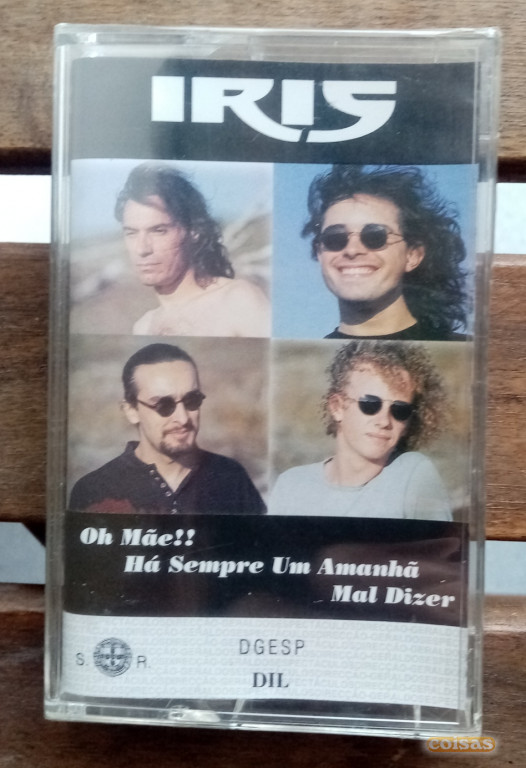 IRIS
Oh Mãe!!
Há Sempre Um Amanhã
Mal Dizer
DGESP
S. R.
DIL
coisas